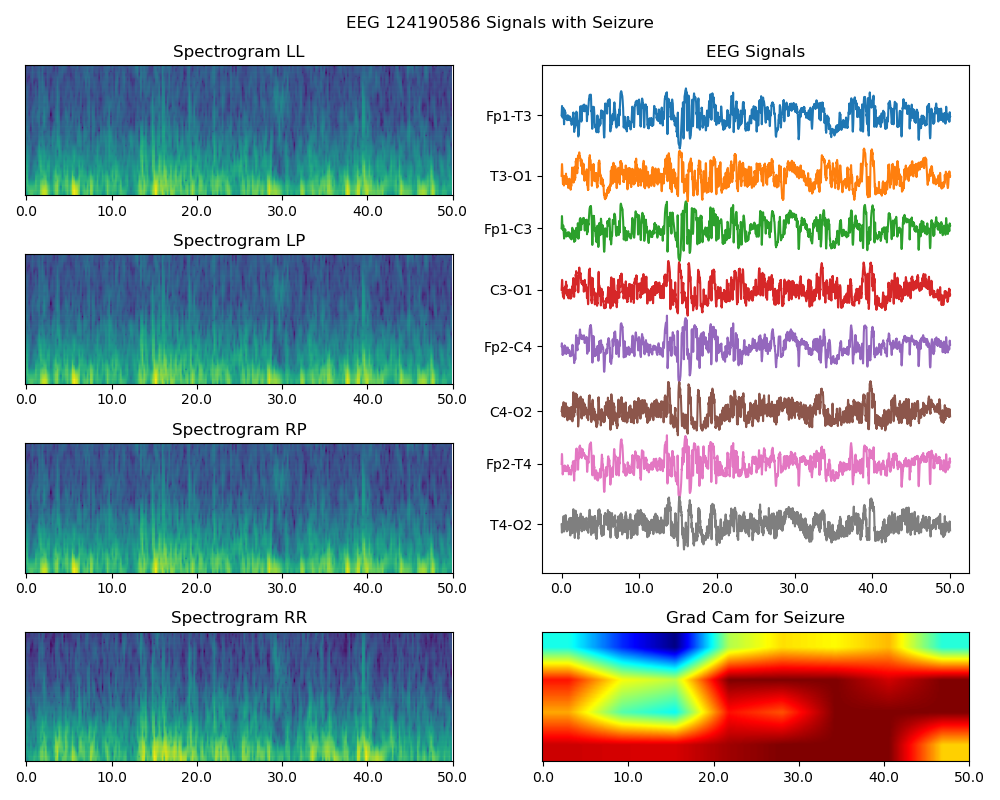 EEG 124190586 Signals with Seizure
Spectrogram LL
0.0 10.0 20.0 30.0 40.0 50.0
Spectrogram LP
0.0 10.0 20.0 30.0 40.0 50.0
Spectrogram RP
0.0 10.0 20.0 30.0 40.0 50.0
Spectrogram RR
0.0 10.0 20.0 30.0 40.0 50.0
EEG Signals
Fp1-T3
T3-O1
Fp1-C3
C3-O1
Fp2-C4
C4-O2
Fp2-T4
T4-O2
0.0 10.0 20.0 30.0 40.0 50.0
Grad Cam for Seizure
0.0 10.0 20.0 30.0 40.0 50.0